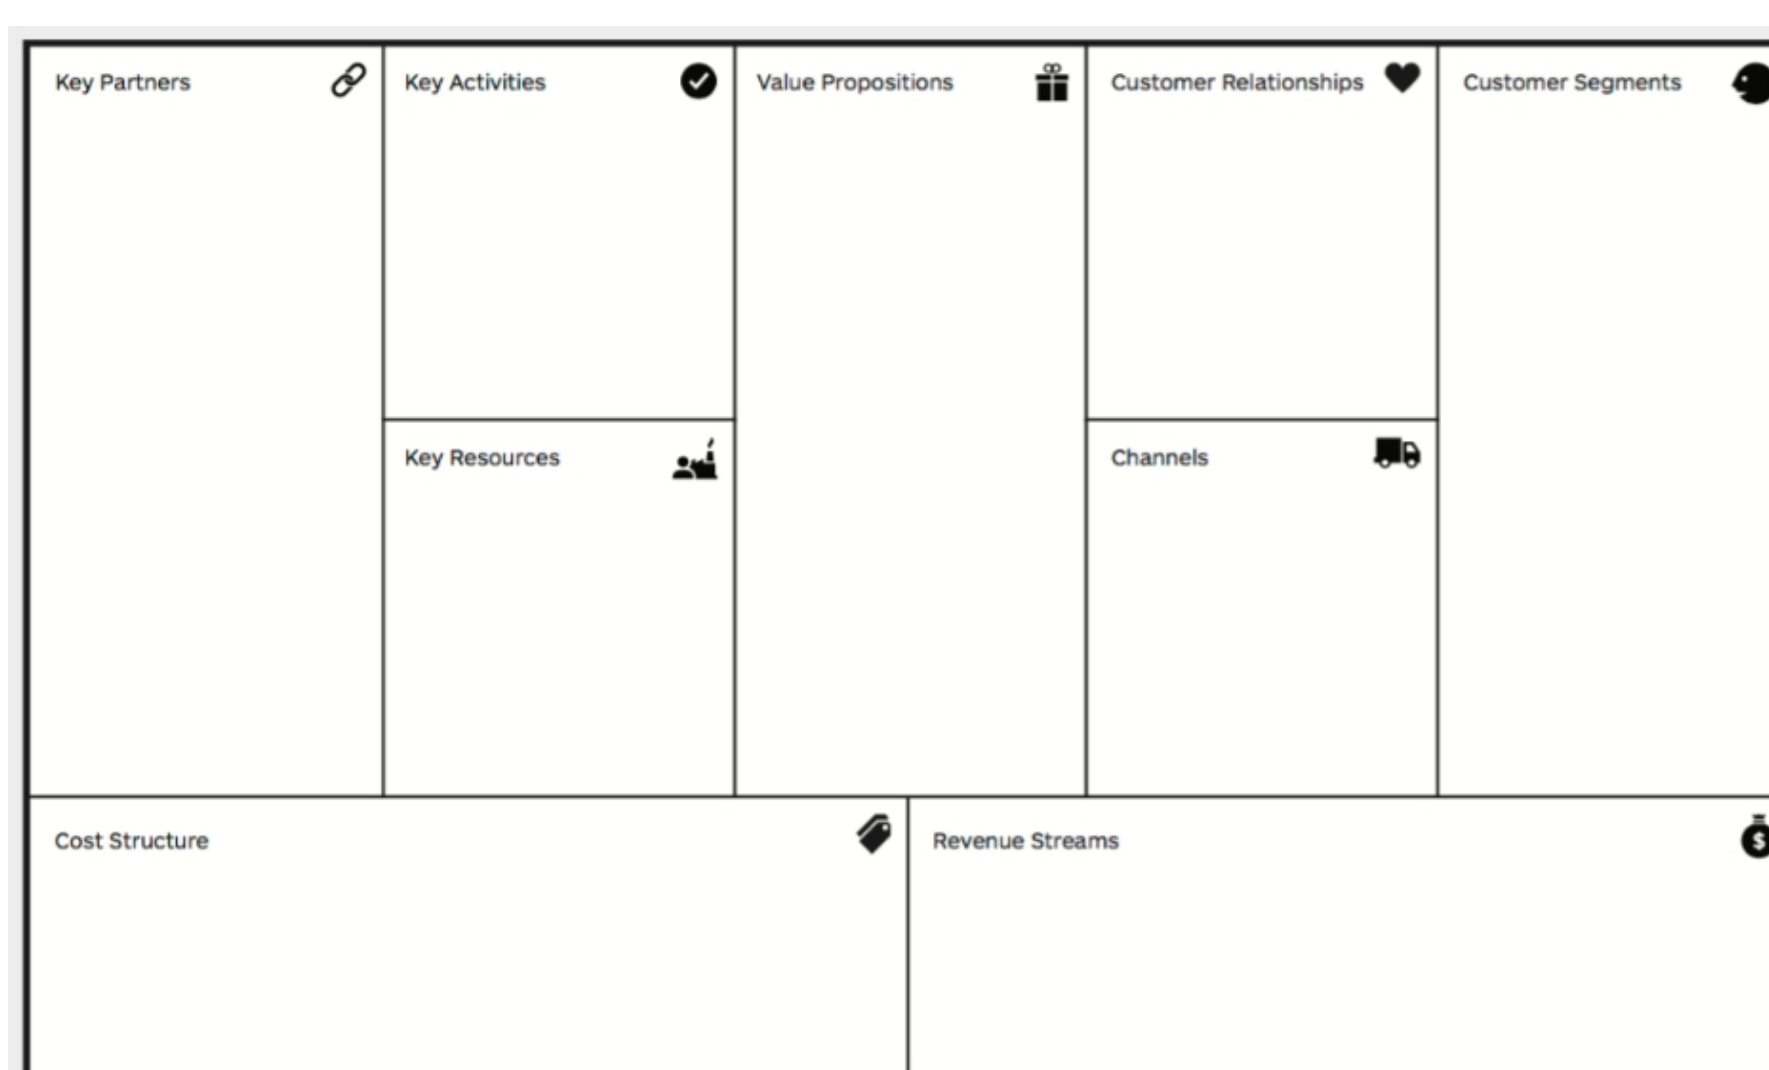 Key Partners
Key Activities
Value Propositions
Customer Relationships
Customer Segments
Key Resources
Channels
Cost Structure
Revenue Streams
$